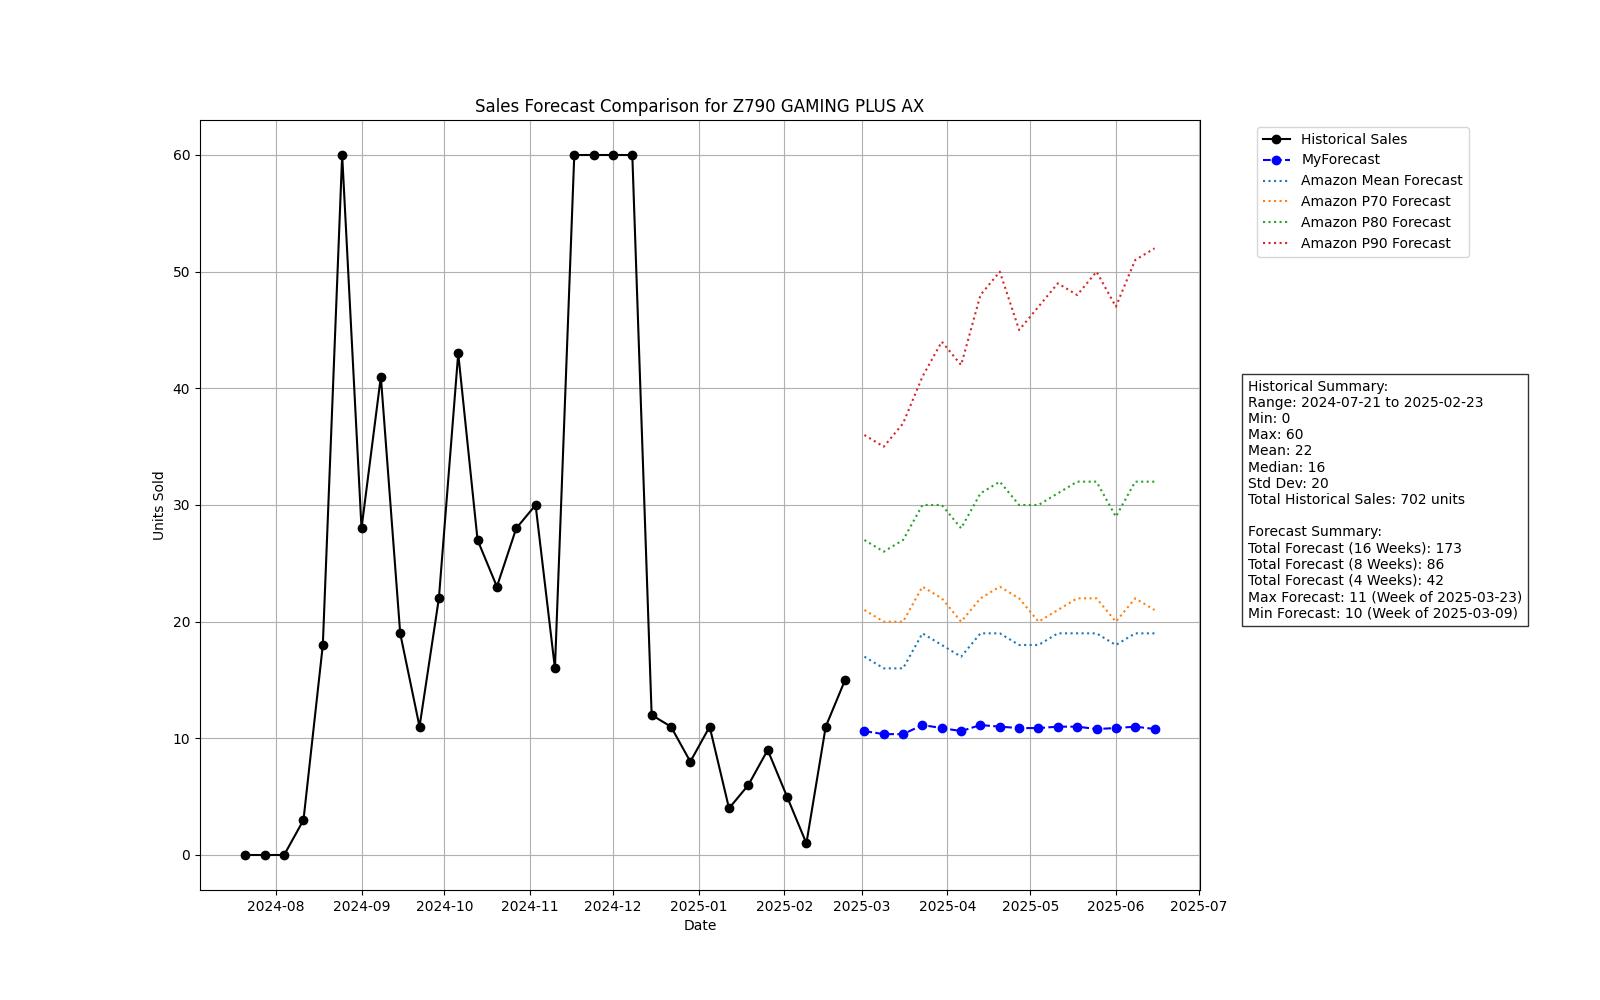 Sales Forecast Comparison for Z790 GAMING PLUS AX
Units Sold
60
50
40
30
20
10
0
2024-08
2024-09
2024-10
2024-11
2024-12
2025-01
2025-02
2025-03
2025-04
2025-05
2025-06
2025-07
Date
Historical Sales
MyForecast
Amazon Mean Forecast
Amazon P70 Forecast
Amazon P80 Forecast
Amazon P90 Forecast
Historical Summary:
Range: 2024-07-21 to 2025-02-23
Min: 0
Max: 60
Mean: 22
Median: 16
Std Dev: 20
Total Historical Sales: 702 units
Forecast Summary:
Total Forecast (16 Weeks): 173
Total Forecast (8 Weeks): 86
Total Forecast (4 Weeks): 42
Max Forecast: 11 (Week of 2025-03-23)
Min Forecast: 10 (Week of 2025-03-09)